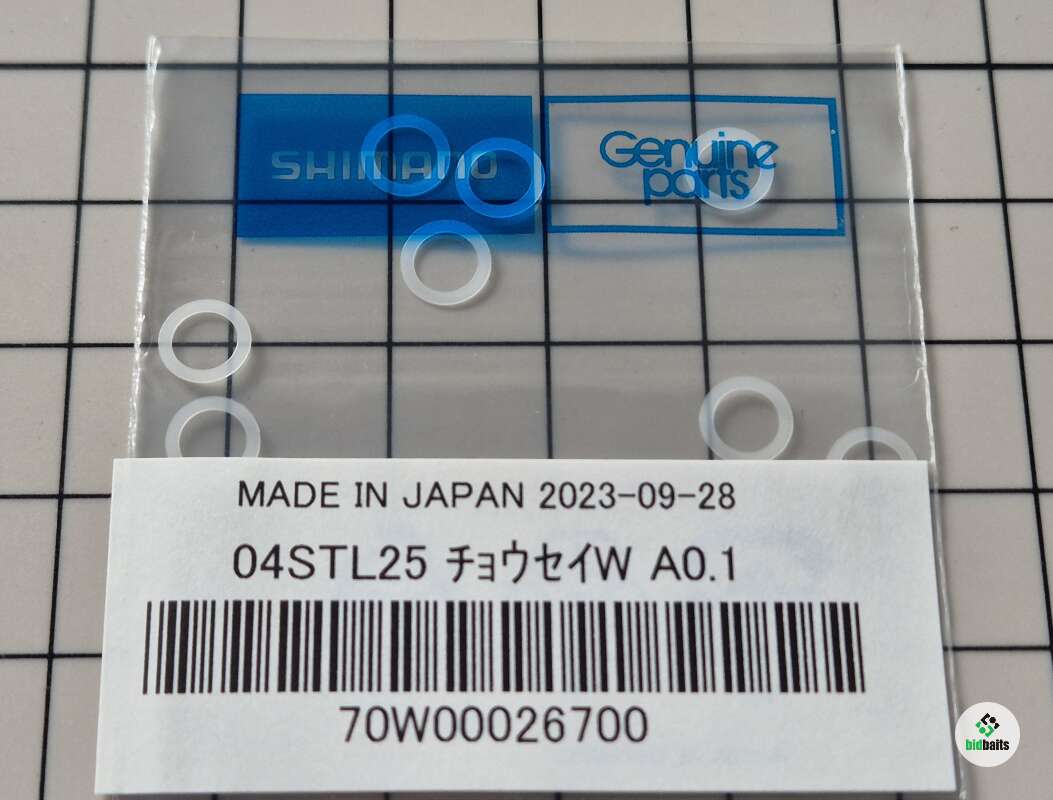 SHIMANO
Genuine
parts
MADE IN JAPAN 2023-09-28
04STL25 ﾁｮｳｾｲW A0.1
70W00026700
bidbaits